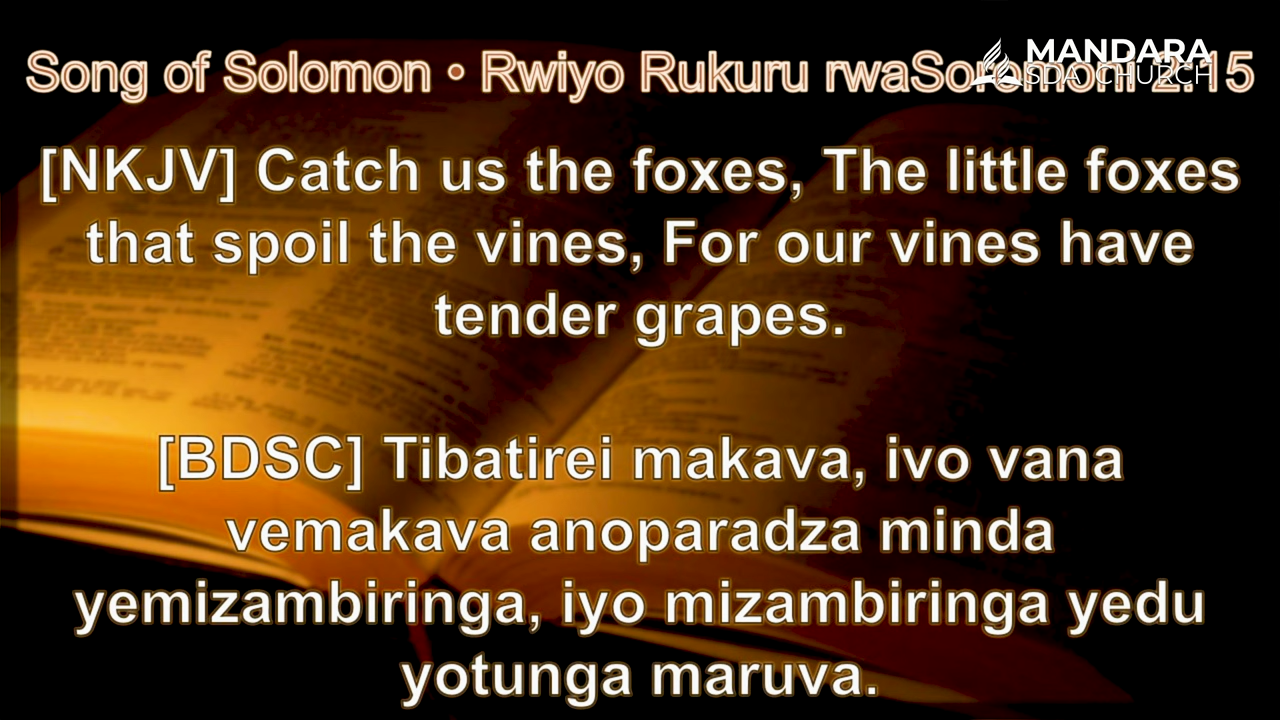 Song of Solomon • Rwiyo Rukuru rwaSoromoni 2:15
MANDARA
SDA CHURCH
[NKJV] Catch us the foxes, The little foxes
that spoil the vines, For our vines have
tender grapes.
[BDSC] Tibatirei makava, ivo vana
vemakava anoparadza minda
yemizambiringa, iyo mizambiringa yedu
yotunga maruva.